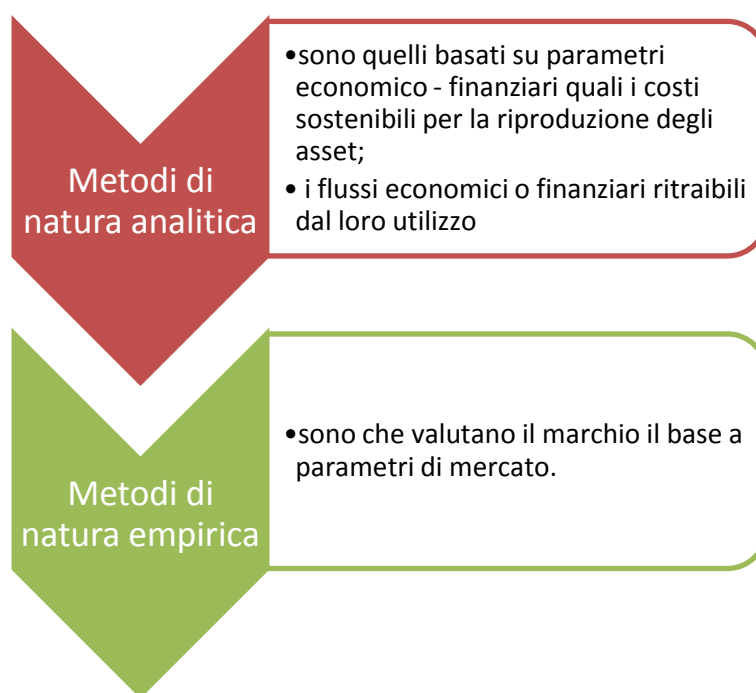 Metodi di
natura analitica
•sono quelli basati su parametri
economico - finanziari quali i costi
sostenibili per la riproduzione degli
asset;
• i flussi economici o finanziari ritraibili
dal loro utilizzo
Metodi di
natura empirica
•sono che valutano il marchio il base a
parametri di mercato.